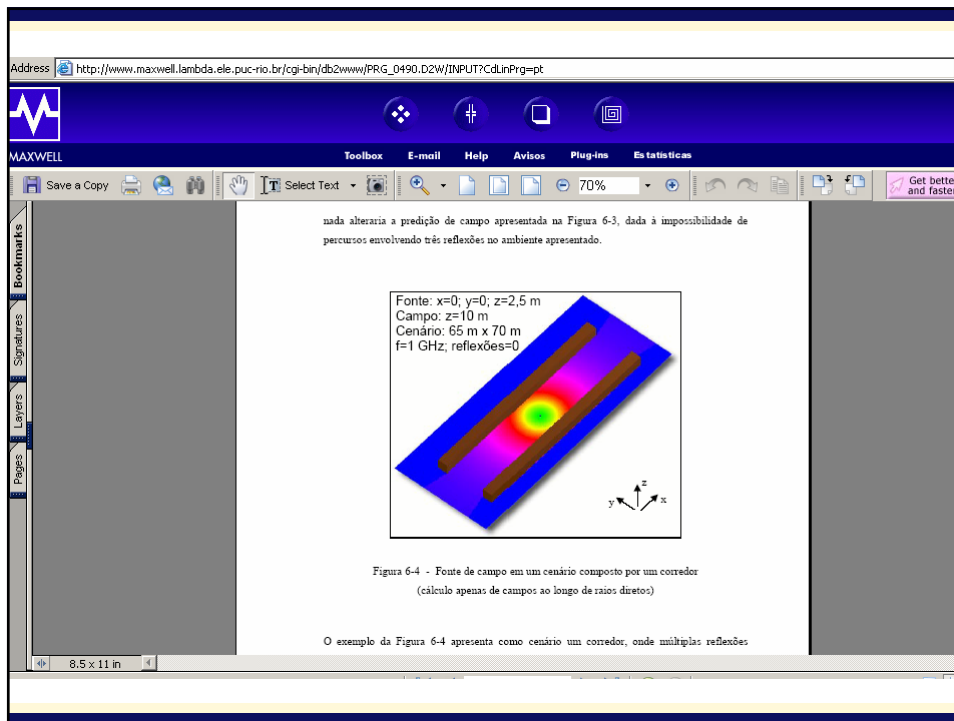 Address http://www.maxwell.lambda.ele.puc-rio.br/cgi-bin/db2www/PRG_0490.D2W/INPUT?CdLinPrg=pt
MAXWELL
Toolbox E-mail Help Avisos Plug-ins Estatísticas
Save a Copy Select Text 70% Get bette
and faster
Bookmarks
Signatures
Layers
Pages
nada alteraria a predição de campo apresentada na Figura 6-3, dada à impossibilidade de
percursos envolvendo três reflexões no ambiente apresentado.
Fonte: x=0; y=0; z=2,5 m
Campo: z=10 m
Cenário: 65 m x 70 m
f=1 GHz; reflexões=0
z
y x
Figura 6-4 - Fonte de campo em um cenário composto por um corredor
(cálculo apenas de campos ao longo de raios diretos)
O exemplo da Figura 6-4 apresenta como cenário um corredor, onde múltiplas reflexões
8.5 x 11 in